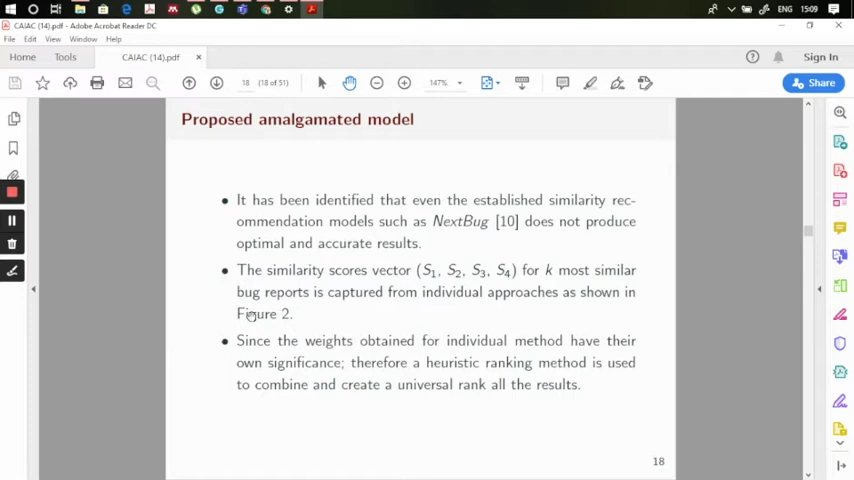 ENG 15:09
CAIAC (14).pdf - Adobe Acrobat Reader DC
File Edit View Window Help
Home Tools CAIAC (14).pdf × Sign In
18 (18 of 51) 147% Share
Proposed amalgamated model
• It has been identified that even the established similarity rec-
ommendation models such as NextBug [10] does not produce
optimal and accurate results.
• The similarity scores vector (S1, S2, S3, S4) for k most similar
bug reports is captured from individual approaches as shown in
Figure 2.
• Since the weights obtained for individual method have their
own significance; therefore a heuristic ranking method is used
to combine and create a universal rank all the results.
18